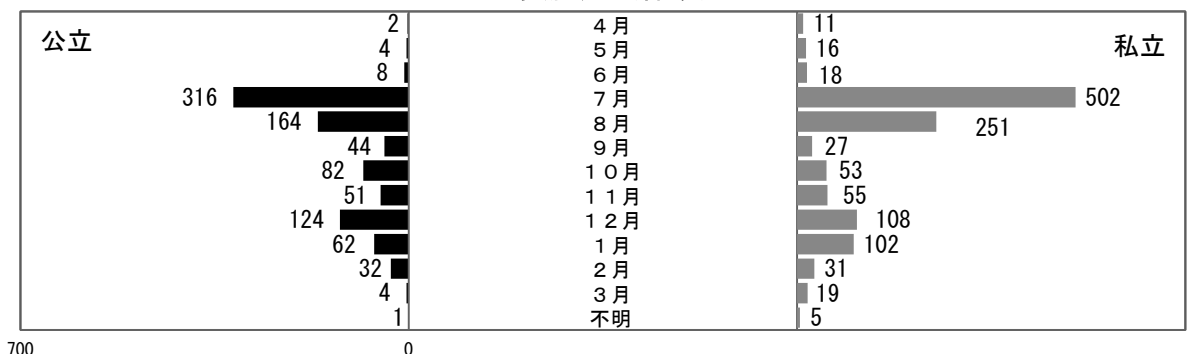 公立
私立
2 ４月 11
4 ５月 16
8 ６月 18
316 ７月 502
164 ８月 251
44 ９月 27
82 １０月 53
51 １１月 55
124 １２月 108
62 １月 102
32 ２月 31
4 ３月 19
1 不明 5
700 0